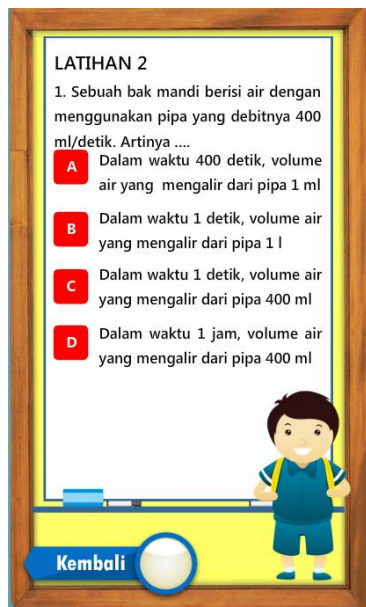 LATIHAN 2
1. Sebuah bak mandi berisi air dengan
menggunakan pipa yang debitnya 400
ml/detik. Artinya ....
A Dalam waktu 400 detik, volume
air yang mengalir dari pipa 1 ml
B Dalam waktu 1 detik, volume air
yang mengalir dari pipa 1 l
C Dalam waktu 1 detik, volume air
yang mengalir dari pipa 400 ml
D Dalam waktu 1 jam, volume air
yang mengalir dari pipa 400 ml
Kembali